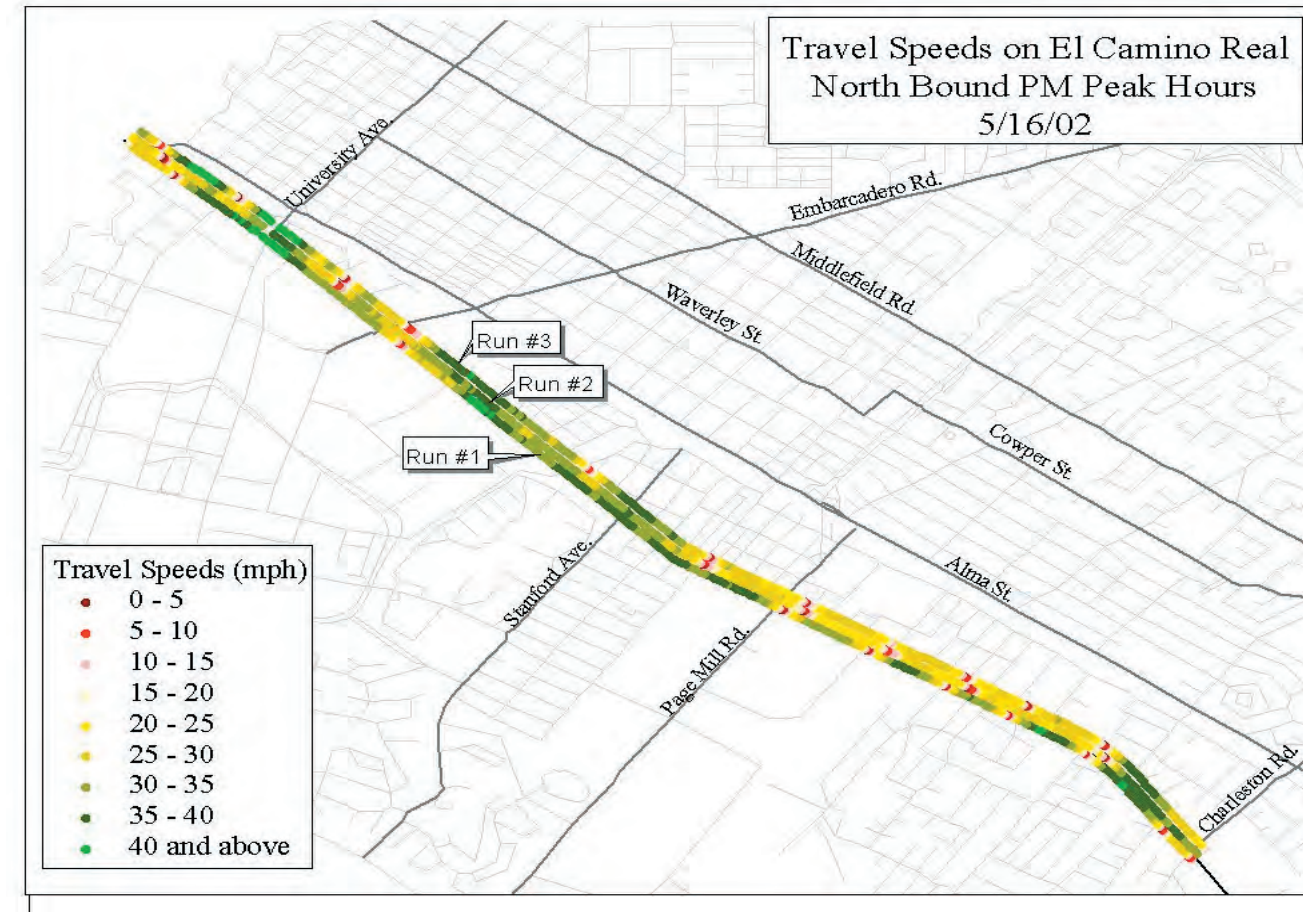 Travel Speeds on El Camino Real
North Bound PM Peak Hours
5/16/02
University Ave.
Embarcadero Rd.
Middlefield Rd.
Waverley St.
Run #3
Run #2
Run #1
Cowper St.
Stanford Ave.
Alma St.
Page Mill Rd.
Charleston Rd.
Travel Speeds (mph)
0 - 5
5 - 10
10 - 15
15 - 20
20 - 25
25 - 30
30 - 35
35 - 40
40 and above